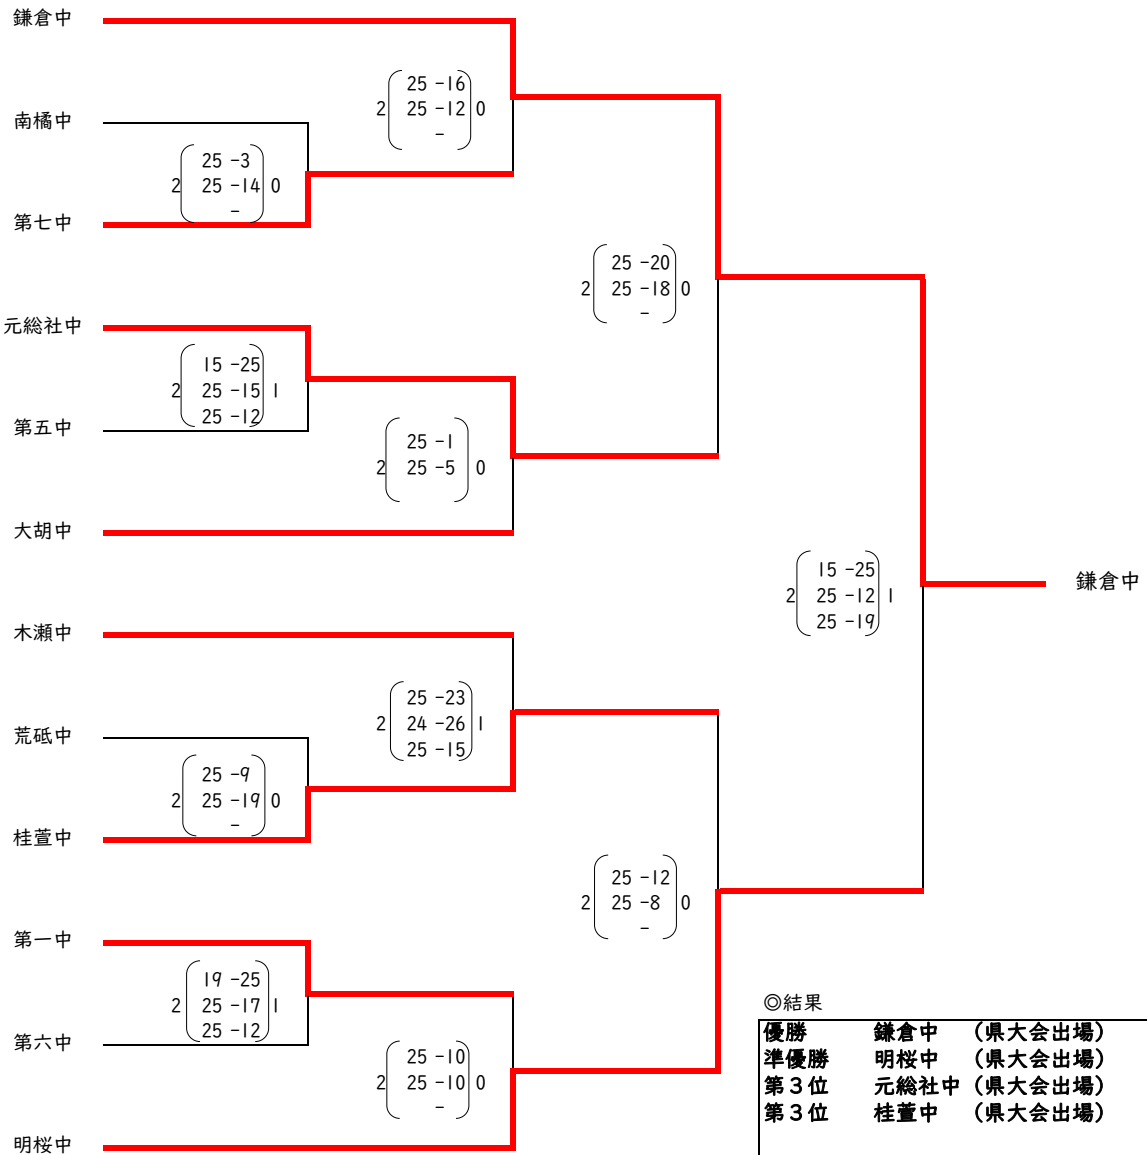 鎌倉中
25 -16
2 25 -12 0
-
南橘中
25 -3
2 25 -14 0
-
第七中
25 -20
2 25 -18 0
-
元総社中
15 -25
2 25 -15 1
25 -12
第五中
25 -1
2 25 -5 0
大胡中
15 -25
2 25 -12 1
25 -19
鎌倉中
木瀬中
25 -23
2 24 -26 1
25 -15
荒砥中
25 -9
2 25 -19 0
-
桂萱中
25 -12
2 25 -8 0
-
第一中
19 -25
2 25 -17 1
25 -12
第六中
25 -10
2 25 -10 0
-
明桜中
◎結果
優勝 鎌倉中 (県大会出場)
準優勝 明桜中 (県大会出場)
第3位 元総社中 (県大会出場)
第3位 桂萱中 (県大会出場)